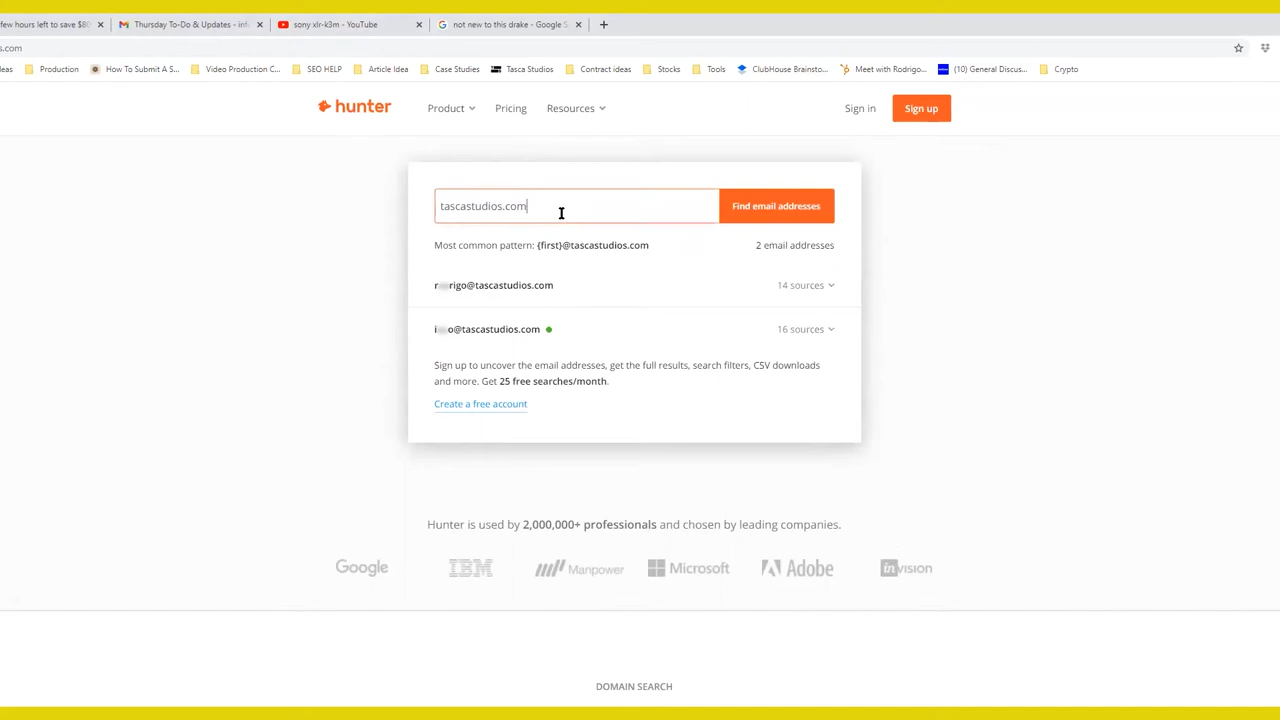 few hours left to save $8
Thursday To-Do & Updates - inf
sony xlr-k3m - YouTube
not new to this drake - Google S
s.com
eas
Production
How To Submit A S...
Video Production C...
SEO HELP
Article Idea
Case Studies
Tasca Studios
Contract ideas
Stocks
Tools
ClubHouse Brainsto...
Meet with Rodrigo...
(10) General Discus...
Crypto
hunter
Product
Pricing
Resources
Sign in
Sign up
tascastudios.com
Find email addresses
Most common pattern: {first}@tascastudios.com
2 email addresses
r rigo@tascastudios.com
14 sources
i o@tascastudios.com
16 sources
Sign up to uncover the email addresses, get the full results, search filters, CSV downloads
and more. Get 25 free searches/month.
Create a free account
Hunter is used by 2,000,000+ professionals and chosen by leading companies.
Google
IBM
Manpower
Microsoft
Adobe
invision
DOMAIN SEARCH